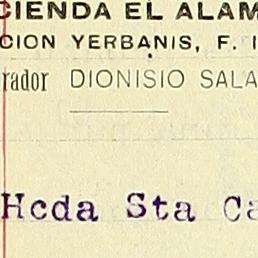 CIENDA EL ALAM
CION YERBANIS, F. I
rador DIONISIO SALA
Hcda Sta Ca